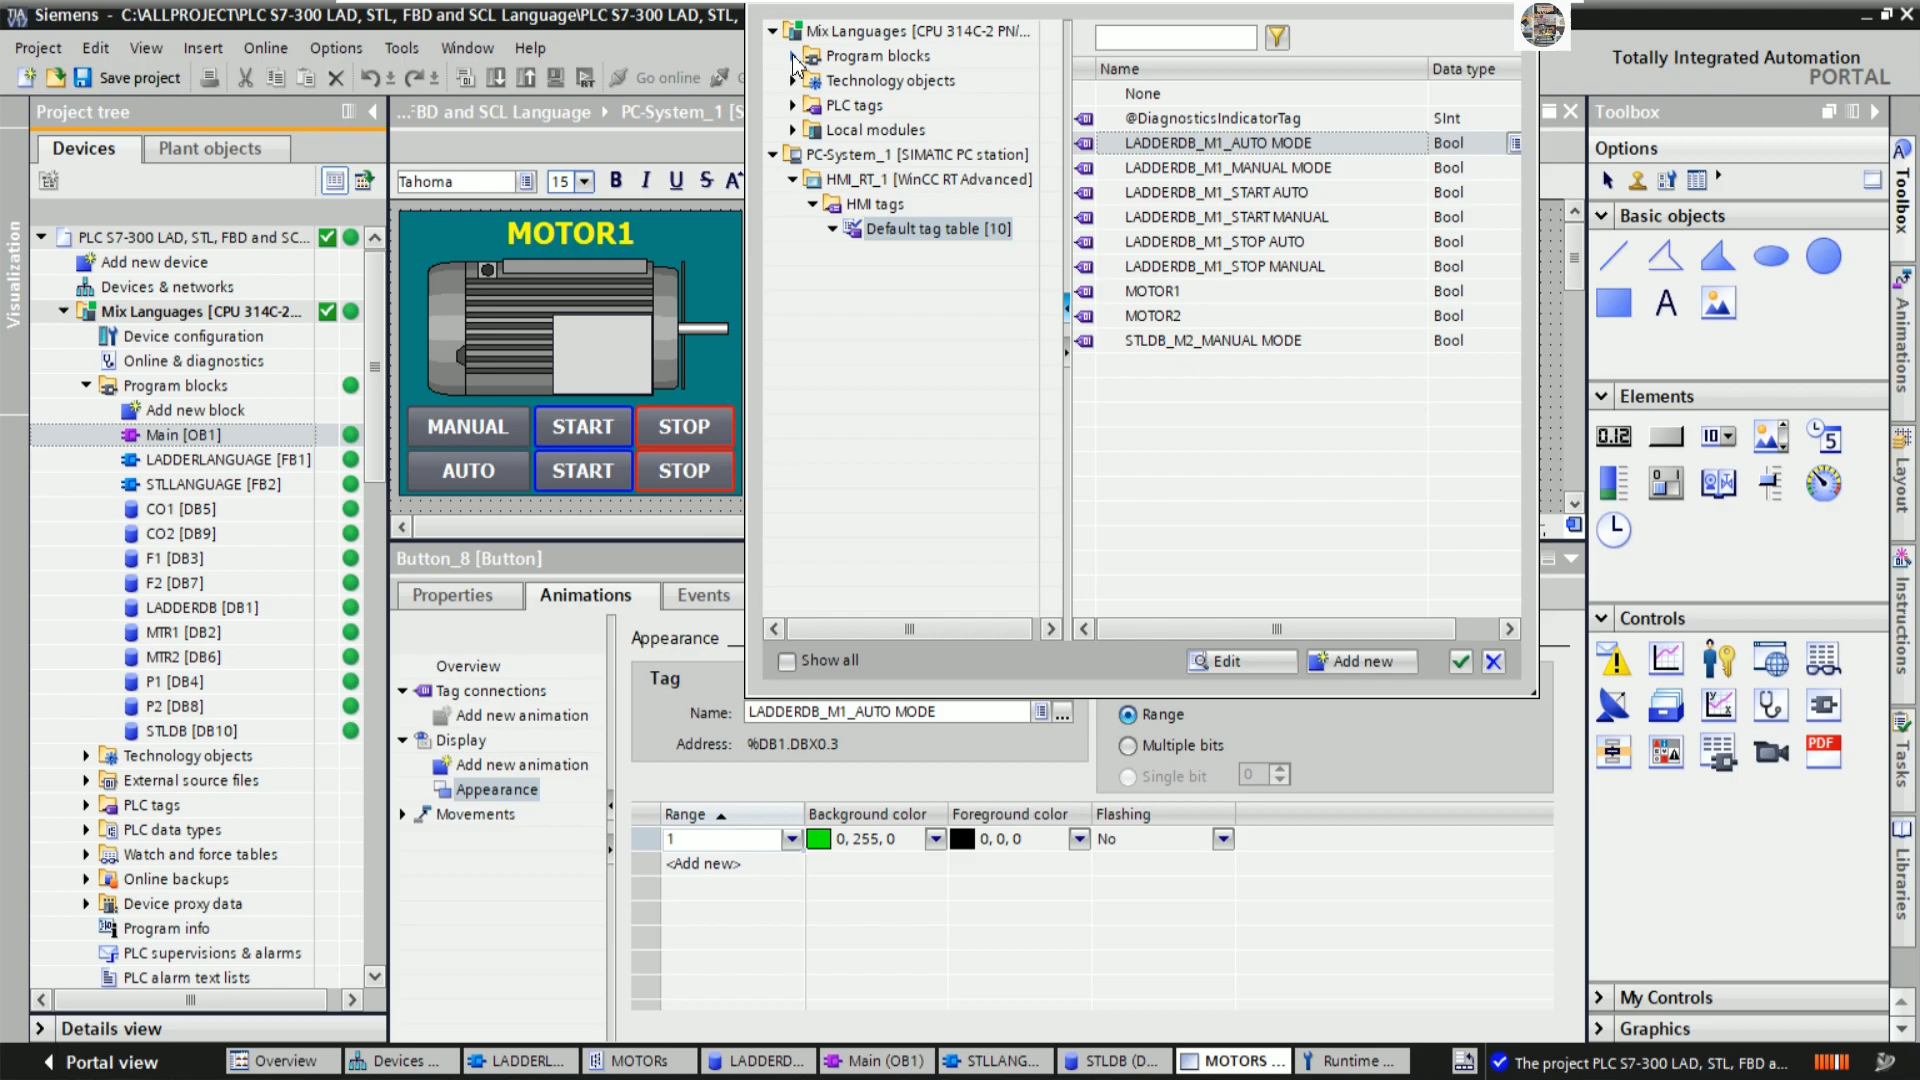 Siemens - C:\ALLPROJECT\PLC S7-300 LAD, STL, FBD and SCL Language\PLC S7-300 LAD, STL,
Project Edit View Insert Online Options Tools Window Help
Totally Integrated Automation
PORTAL
Save project
Go online
Project tree
Devices
Plant objects
PLC S7-300 LAD, STL, FBD and SC...
Add new device
Devices & networks
Mix Languages [CPU 314C-2...
Device configuration
Online & diagnostics
Program blocks
Add new block
Main [OB1]
LADDERLANGUAGE [FB1]
STLLANGUAGE [FB2]
CO1 [DB5]
CO2 [DB9]
F1 [DB3]
F2 [DB7]
LADDERDB [DB1]
MTR1 [DB2]
MTR2 [DB6]
P1 [DB4]
P2 [DB8]
STLDB [DB10]
Technology objects
External source files
PLC tags
PLC data types
Watch and force tables
Online backups
Device proxy data
Program info
PLC supervisions & alarms
PLC alarm text lists
Details view
Visualization
...FBD and SCL Language PC-System_1 [S
Tahoma 15 B I U S A
MOTOR1
MANUAL START STOP
AUTO START STOP
Button_8 [Button]
Properties Animations Events
Overview
Tag connections
Add new animation
Display
Add new animation
Appearance
Movements
Appearance
Tag
Name: LADDERDB_M1_AUTO MODE
Address: %DB1.DBX0.3
Range
Multiple bits
Single bit 0
Range Background color Foreground color Flashing
1 0, 255, 0 0, 0, 0 No
<Add new>
Mix Languages [CPU 314C-2 PN/...
Program blocks
Technology objects
PLC tags
Local modules
PC-System_1 [SIMATIC PC station]
HMI_RT_1 [WinCC RT Advanced]
HMI tags
Default tag table [10]
Name Data type
None
@DiagnosticsIndicatorTag SInt
LADDERDB_M1_AUTO MODE Bool
LADDERDB_M1_MANUAL MODE Bool
LADDERDB_M1_START AUTO Bool
LADDERDB_M1_START MANUAL Bool
LADDERDB_M1_STOP AUTO Bool
LADDERDB_M1_STOP MANUAL Bool
MOTOR1 Bool
MOTOR2 Bool
STLDB_M2_MANUAL MODE Bool
Show all
Edit
Add new
Toolbox
Options
Basic objects
A
Elements
0.12
10
5
Controls
PDF
My Controls
Graphics
Toolbox
Animations
Layout
Instructions
Tasks
Libraries
Portal view
Overview
Devices ...
LADDERL...
MOTORs
LADDERD...
Main (OB1)
STLLANG...
STLDB (D...
MOTORS ...
Runtime ...
The project PLC S7-300 LAD, STL, FBD a...